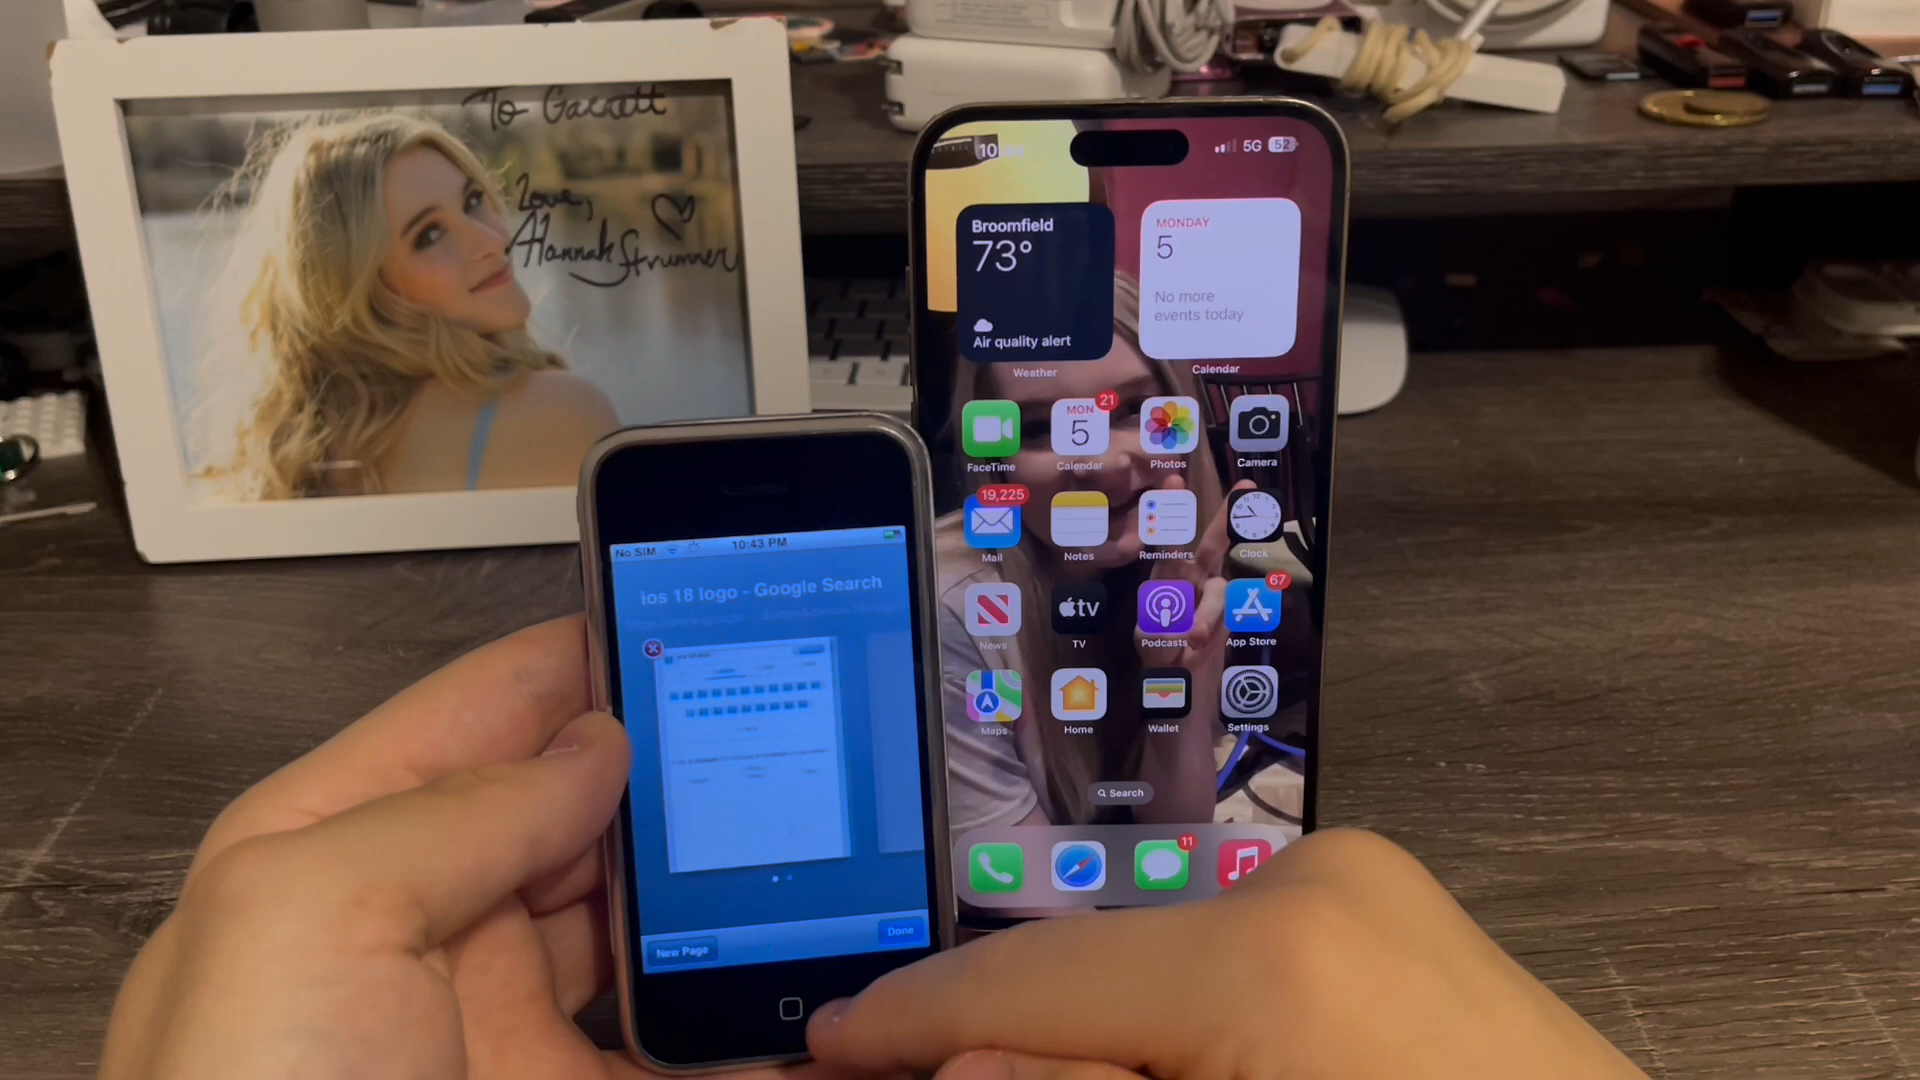 To Garrett
Love,
Hannah Strunner
No SIM
10:43 PM
ios 18 logo - Google Search
New Page
Done
10
5G
52
Broomfield
73°
Air quality alert
Weather
MONDAY
5
No more
events today
Calendar
FaceTime
MON
5
21
Calendar
Photos
Camera
19,225
Mail
Notes
Reminders
Clock
News
tv
TV
Podcasts
67
App Store
Maps
Home
Wallet
Settings
Search
11